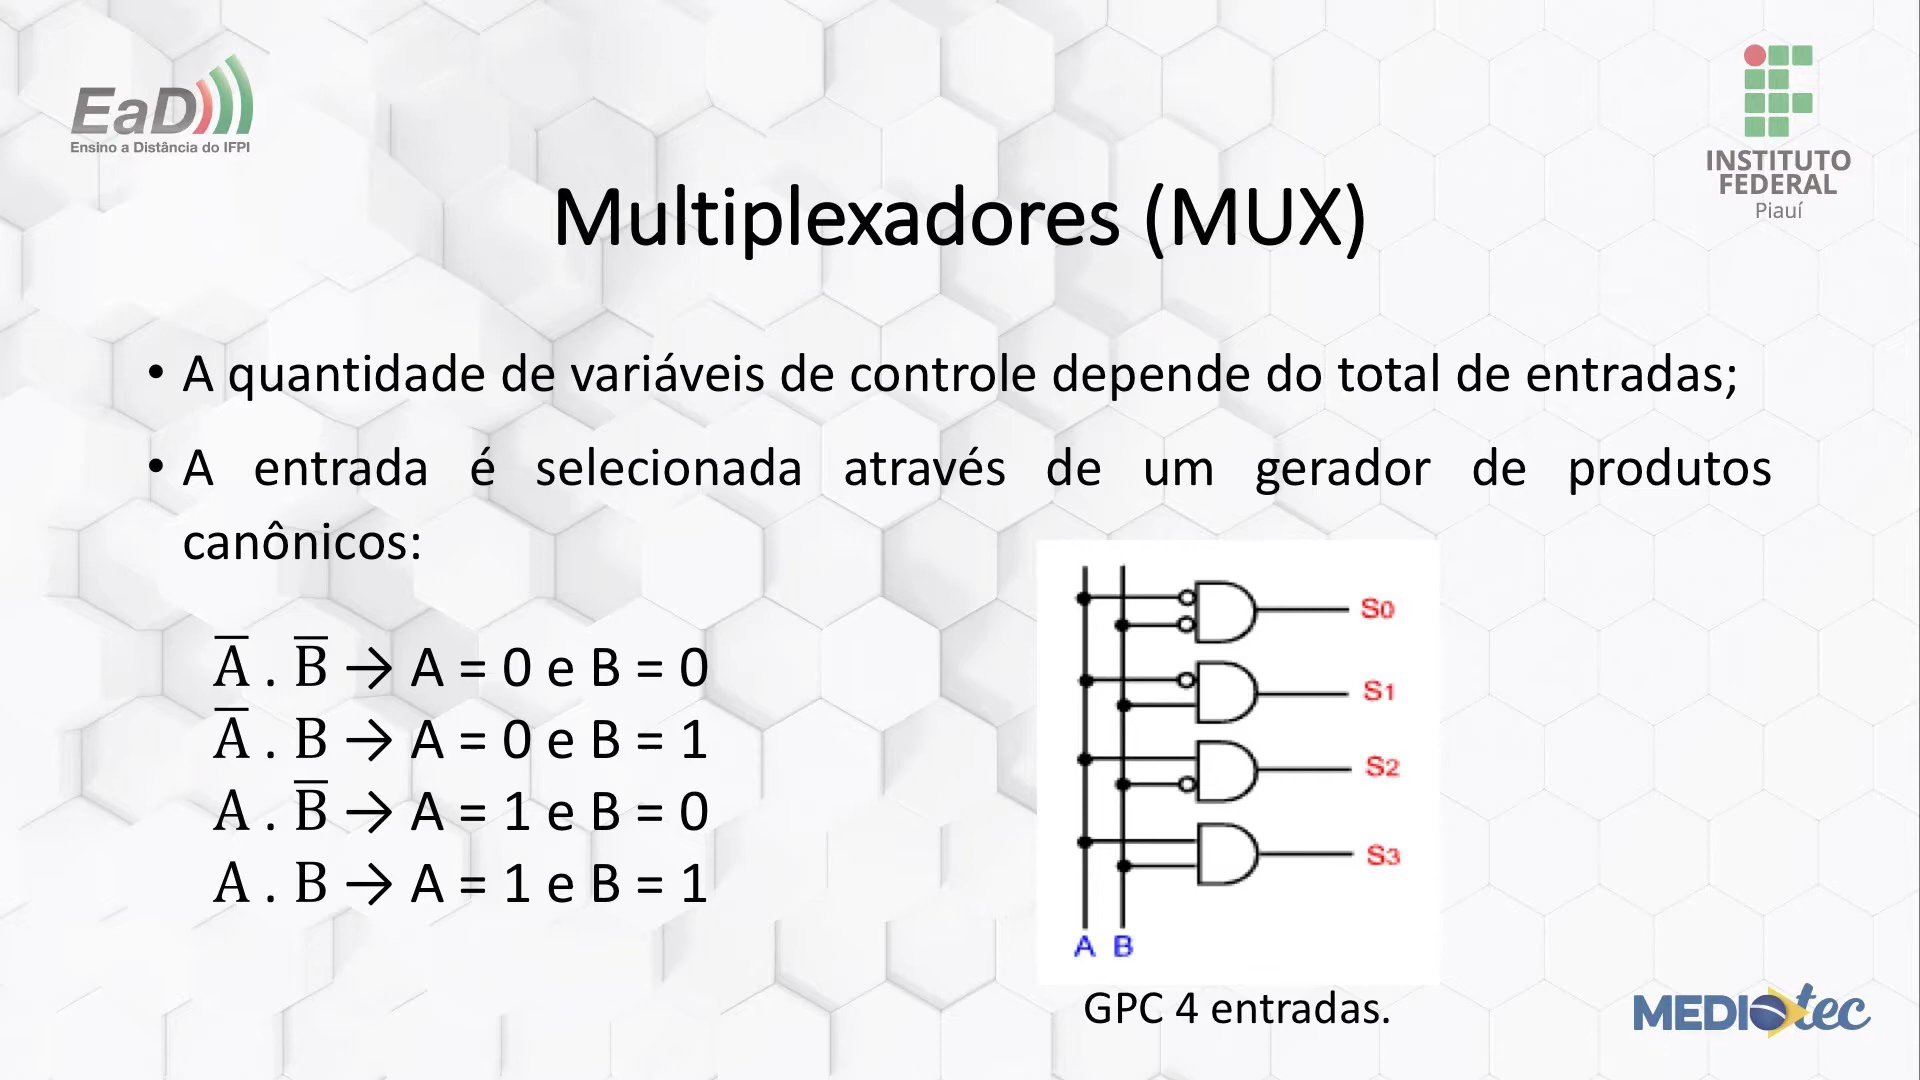 EaD
Ensino a Distância do IFPI
INSTITUTO
FEDERAL
Piauí
Multiplexadores (MUX)
• A quantidade de variáveis de controle depende do total de entradas;
• A entrada é selecionada através de um gerador de produtos
canônicos:
A̅ . B̅ → A = 0 e B = 0
A̅ . B → A = 0 e B = 1
A . B̅ → A = 1 e B = 0
A . B → A = 1 e B = 1
S0
S1
S2
S3
A B
GPC 4 entradas.
MEDIOtec